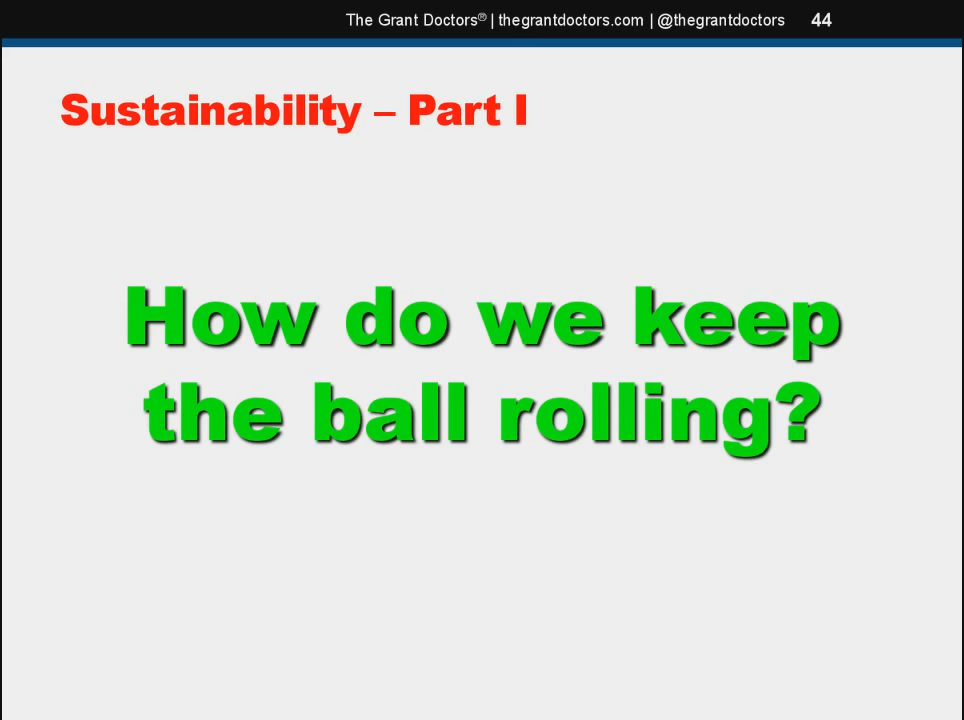 The Grant Doctors® | thegrantdoctors.com | @thegrantdoctors 44
Sustainability – Part I
How do we keep
the ball rolling?